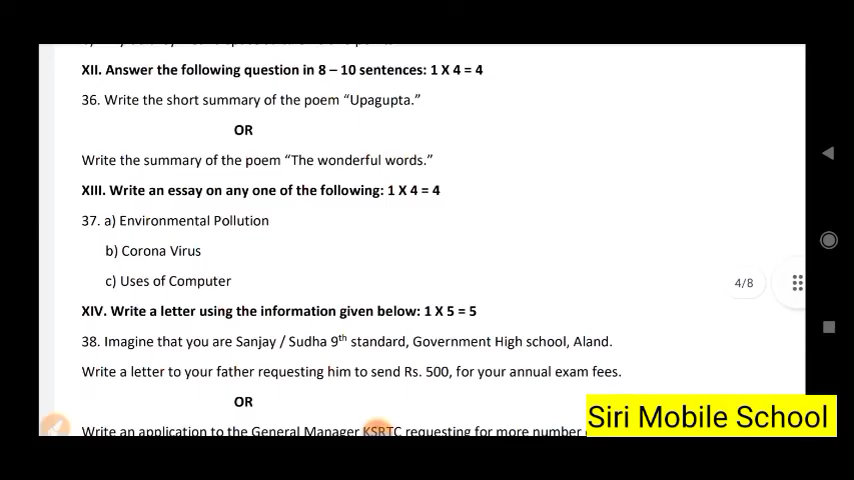 XII. Answer the following question in 8 – 10 sentences: 1 X 4 = 4
36. Write the short summary of the poem “Upagupta.”
OR
Write the summary of the poem “The wonderful words.”
XIII. Write an essay on any one of the following: 1 X 4 = 4
37. a) Environmental Pollution
b) Corona Virus
c) Uses of Computer
4/8
XIV. Write a letter using the information given below: 1 X 5 = 5
38. Imagine that you are Sanjay / Sudha 9th standard, Government High school, Aland.
Write a letter to your father requesting him to send Rs. 500, for your annual exam fees.
OR
Write an application to the General Manager KSRTC requesting for more number
Siri Mobile School